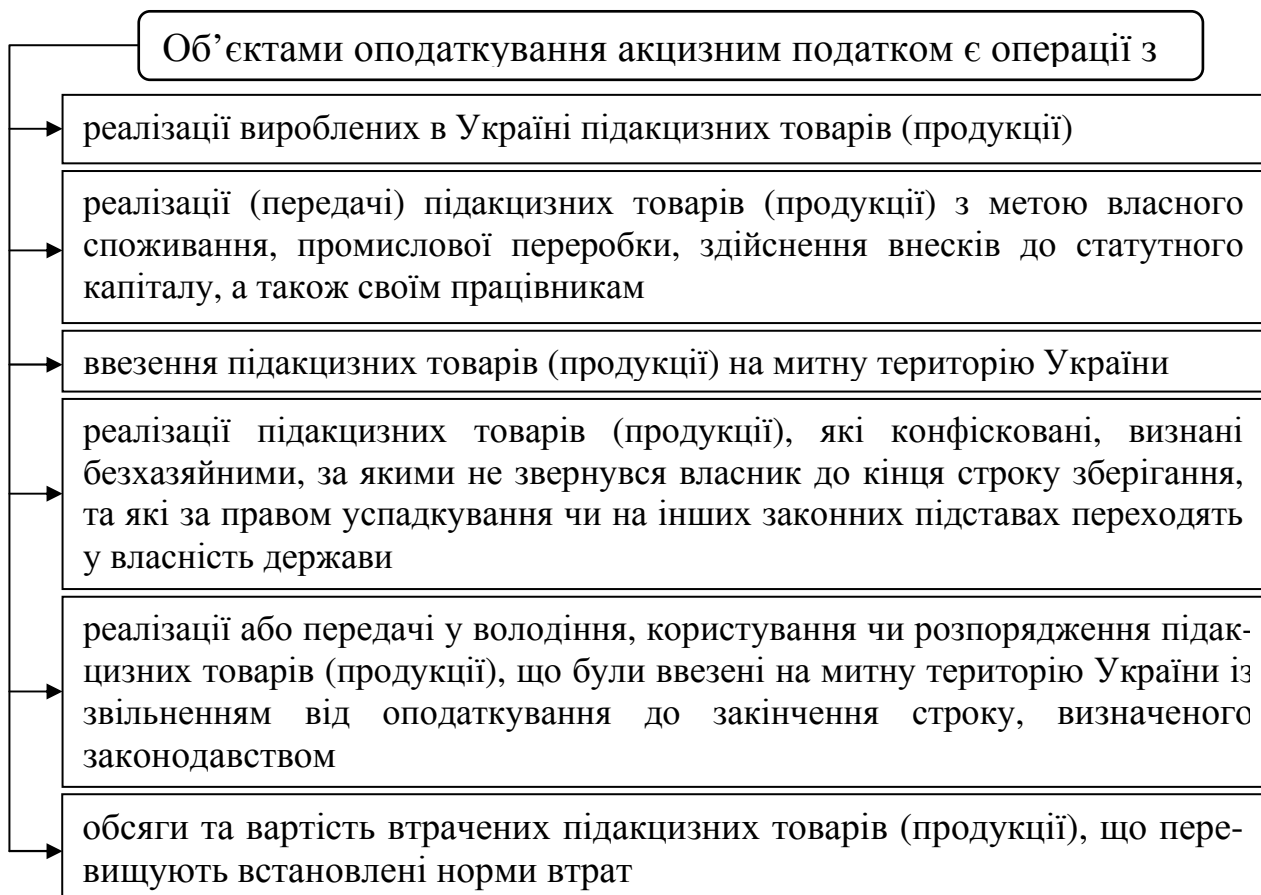 Об’єктами оподаткування акцизним податком є операції з
реалізації вироблених в Україні підакцизних товарів (продукції)
реалізації (передачі) підакцизних товарів (продукції) з метою власного
споживання, промислової переробки, здійснення внесків до статутного
капіталу, а також своїм працівникам
ввезення підакцизних товарів (продукції) на митну територію України
реалізації підакцизних товарів (продукції), які конфісковані, визнані
безхазяйними, за якими не звернувся власник до кінця строку зберігання,
та які за правом успадкування чи на інших законних підставах переходять
у власність держави
реалізації або передачі у володіння, користування чи розпорядження підак-
цизних товарів (продукції), що були ввезені на митну територію України із
звільненням від оподаткування до закінчення строку, визначеного
законодавством
обсяги та вартість втрачених підакцизних товарів (продукції), що пере-
вищують встановлені норми втрат